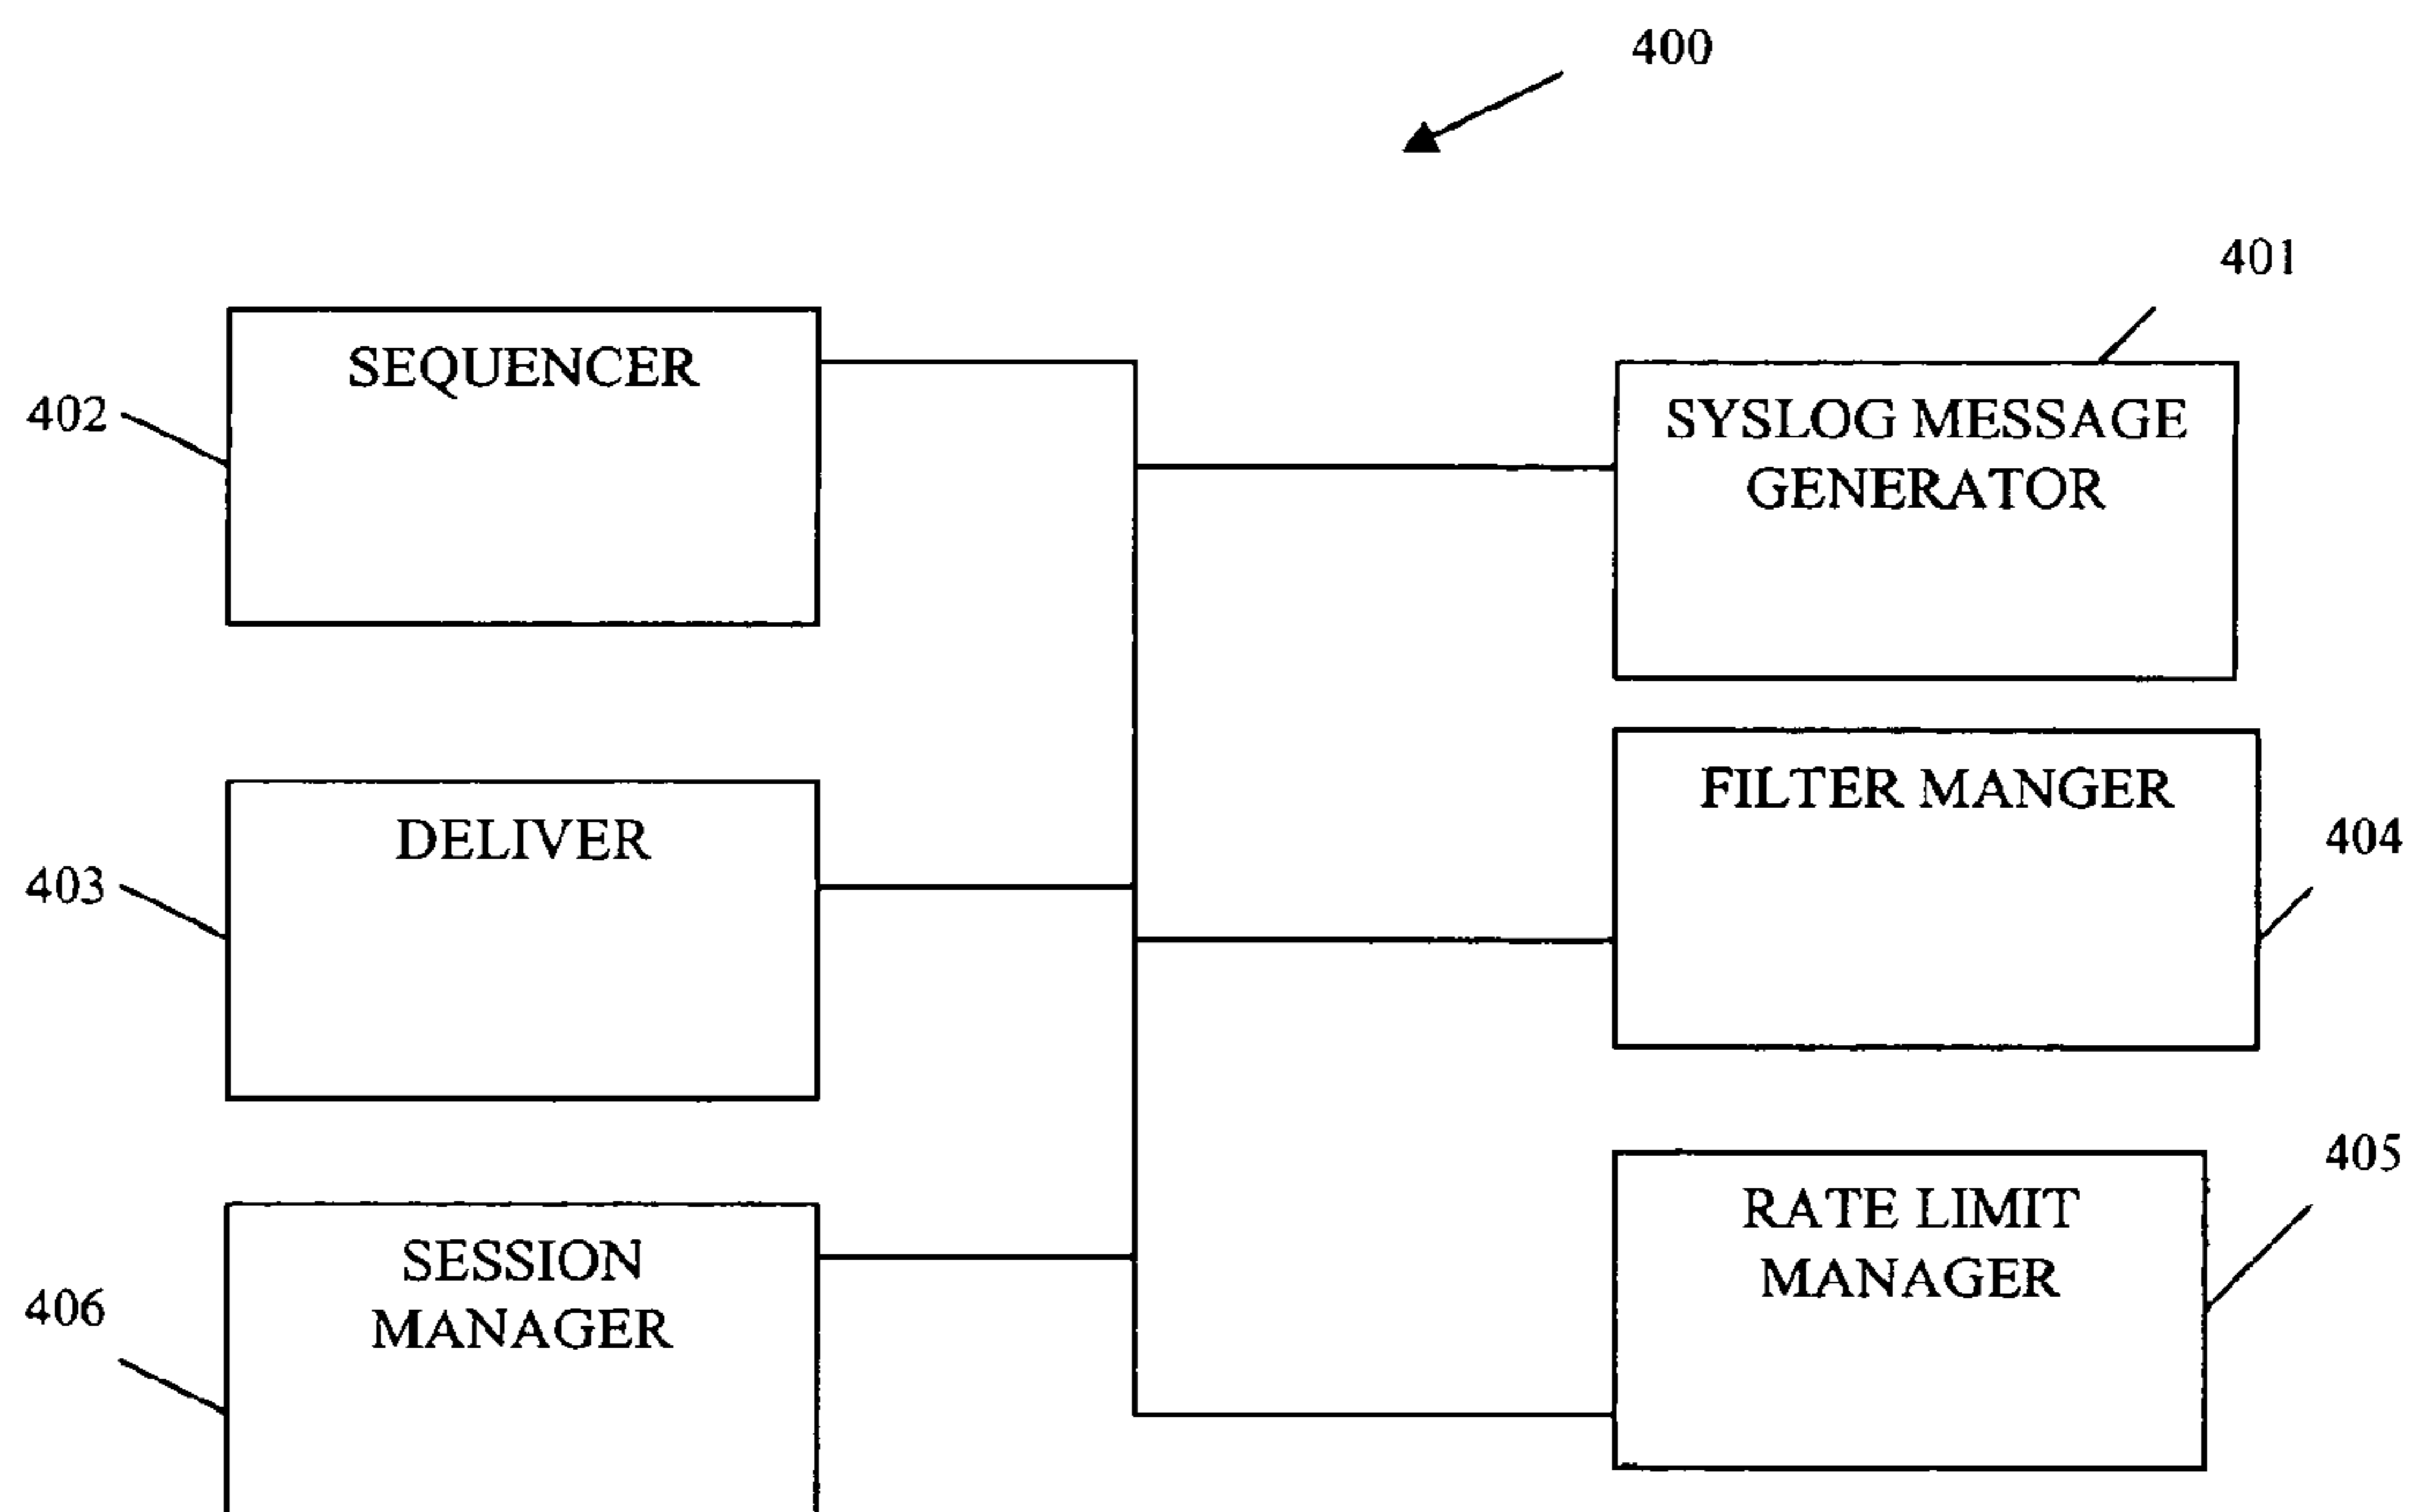 400
401
SEQUENCER
402
SYSLOG MESSAGE
GENERATOR
DELIVER
403
FILTER MANGER
404
SESSION
MANAGER
406
RATE LIMIT
MANAGER
405